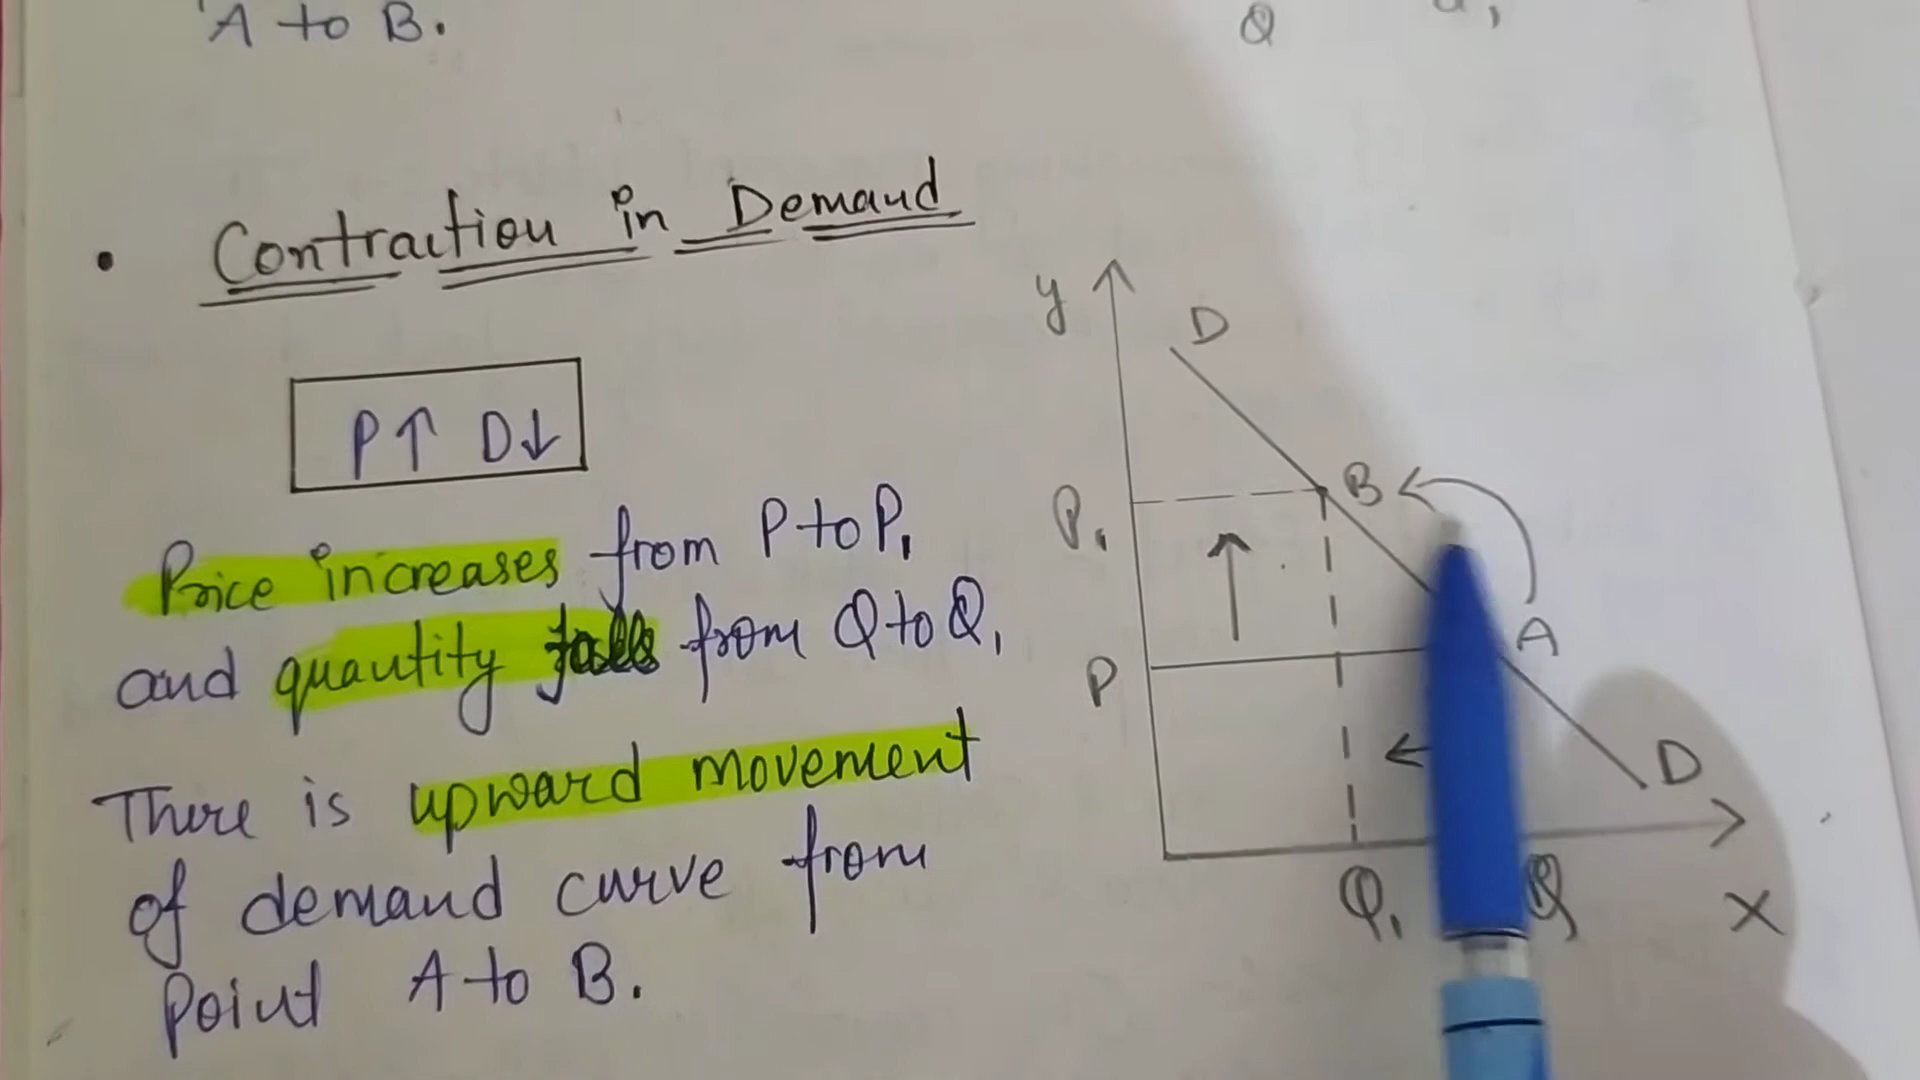 A to B.
Q
• Contraction in Demand
P↑ D↓
Price increases from P to P₁
and quantity falls from Q to Q₁
There is upward movement
of demand curve from
Point A to B.
y
D
B
P₁
A
P
D
Q₁
Q
X